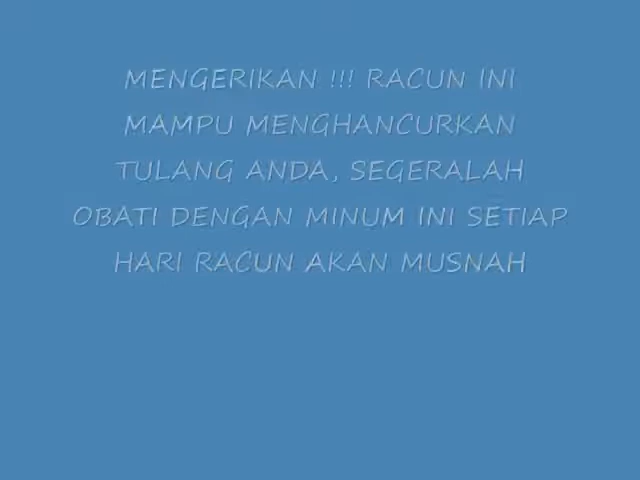 MENGERIKAN !!! RACUN INI
MAMPU MENGHANCURKAN
TULANG ANDA, SEGERALAH
OBATI DENGAN MINUM INI SETIAP
HARI RACUN AKAN MUSNAH